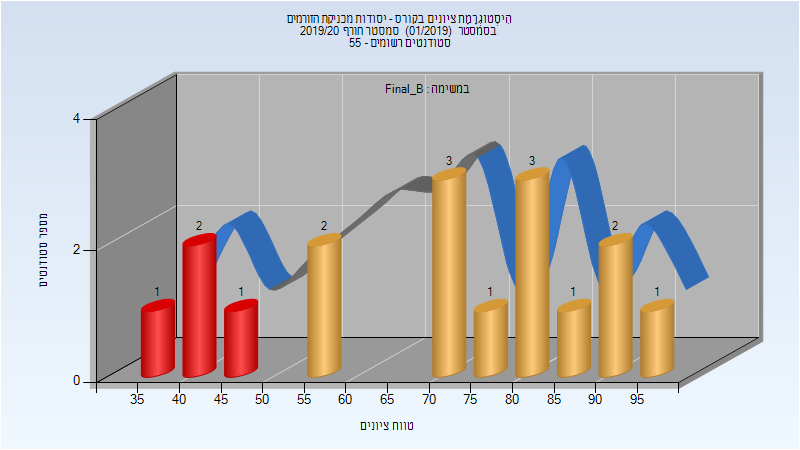 הִיסְטוֹגְרָמַת ציונים בקורס - יסודות מכניקת הזורמים
בסמסטר (01/2019) סמסטר חורף 2019/20
סטודנטים רשומים - 55
במשימה : Final_B
מספר סטודנטים
4
2
0
1
2
1
2
3
1
3
1
2
1
35 40 45 50 55 60 65 70 75 80 85 90 95
טווח ציונים